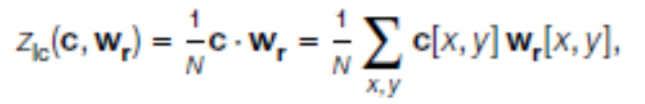 z_lc(c, w_r) = 1/N c · w_r = 1/N ∑_{x,y} c[x, y] w_r[x, y],